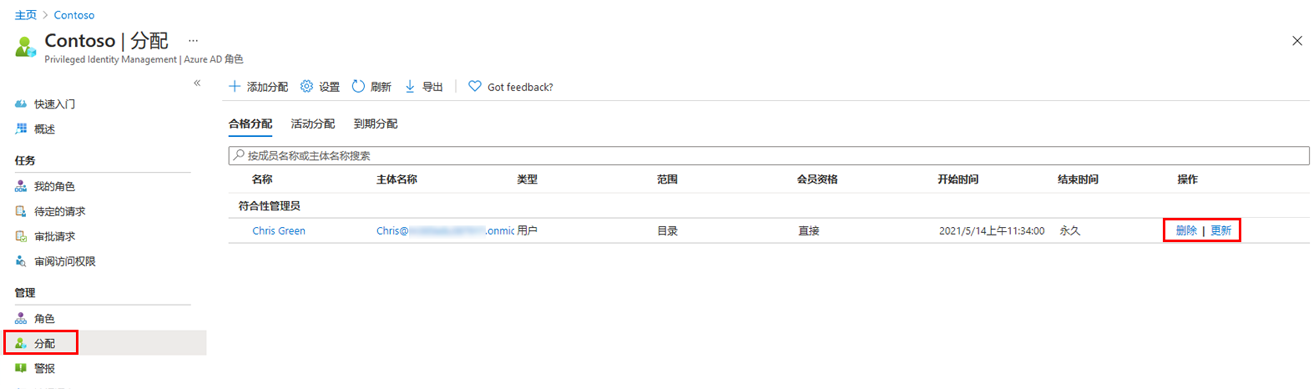 主页 > Contoso
Contoso | 分配 ...
Privileged Identity Management | Azure AD 角色
添加分配 设置 刷新 导出 Got feedback?
快速入门
概述
任务
我的角色
待定的请求
审批请求
审阅访问权限
管理
角色
分配
警报
合格分配 活动分配 到期分配
按成员名称或主体名称搜索
名称 主体名称 类型 范围 会员资格 开始时间 结束时间 操作
符合性管理员
Chris Green Chris@ .onmic 用户 目录 直接 2021/5/14上午11:34:00 永久 删除 | 更新